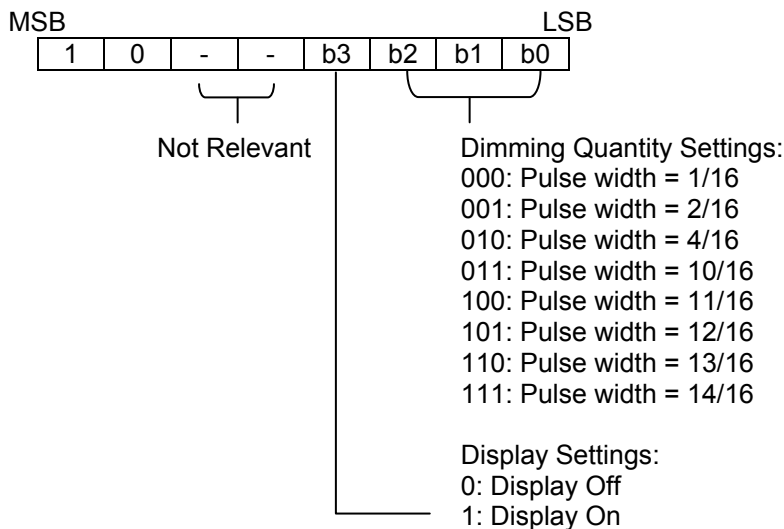 MSB LSB
1 0 - - b3 b2 b1 b0
Not Relevant
Dimming Quantity Settings:
000: Pulse width = 1/16
001: Pulse width = 2/16
010: Pulse width = 4/16
011: Pulse width = 10/16
100: Pulse width = 11/16
101: Pulse width = 12/16
110: Pulse width = 13/16
111: Pulse width = 14/16
Display Settings:
0: Display Off
1: Display On